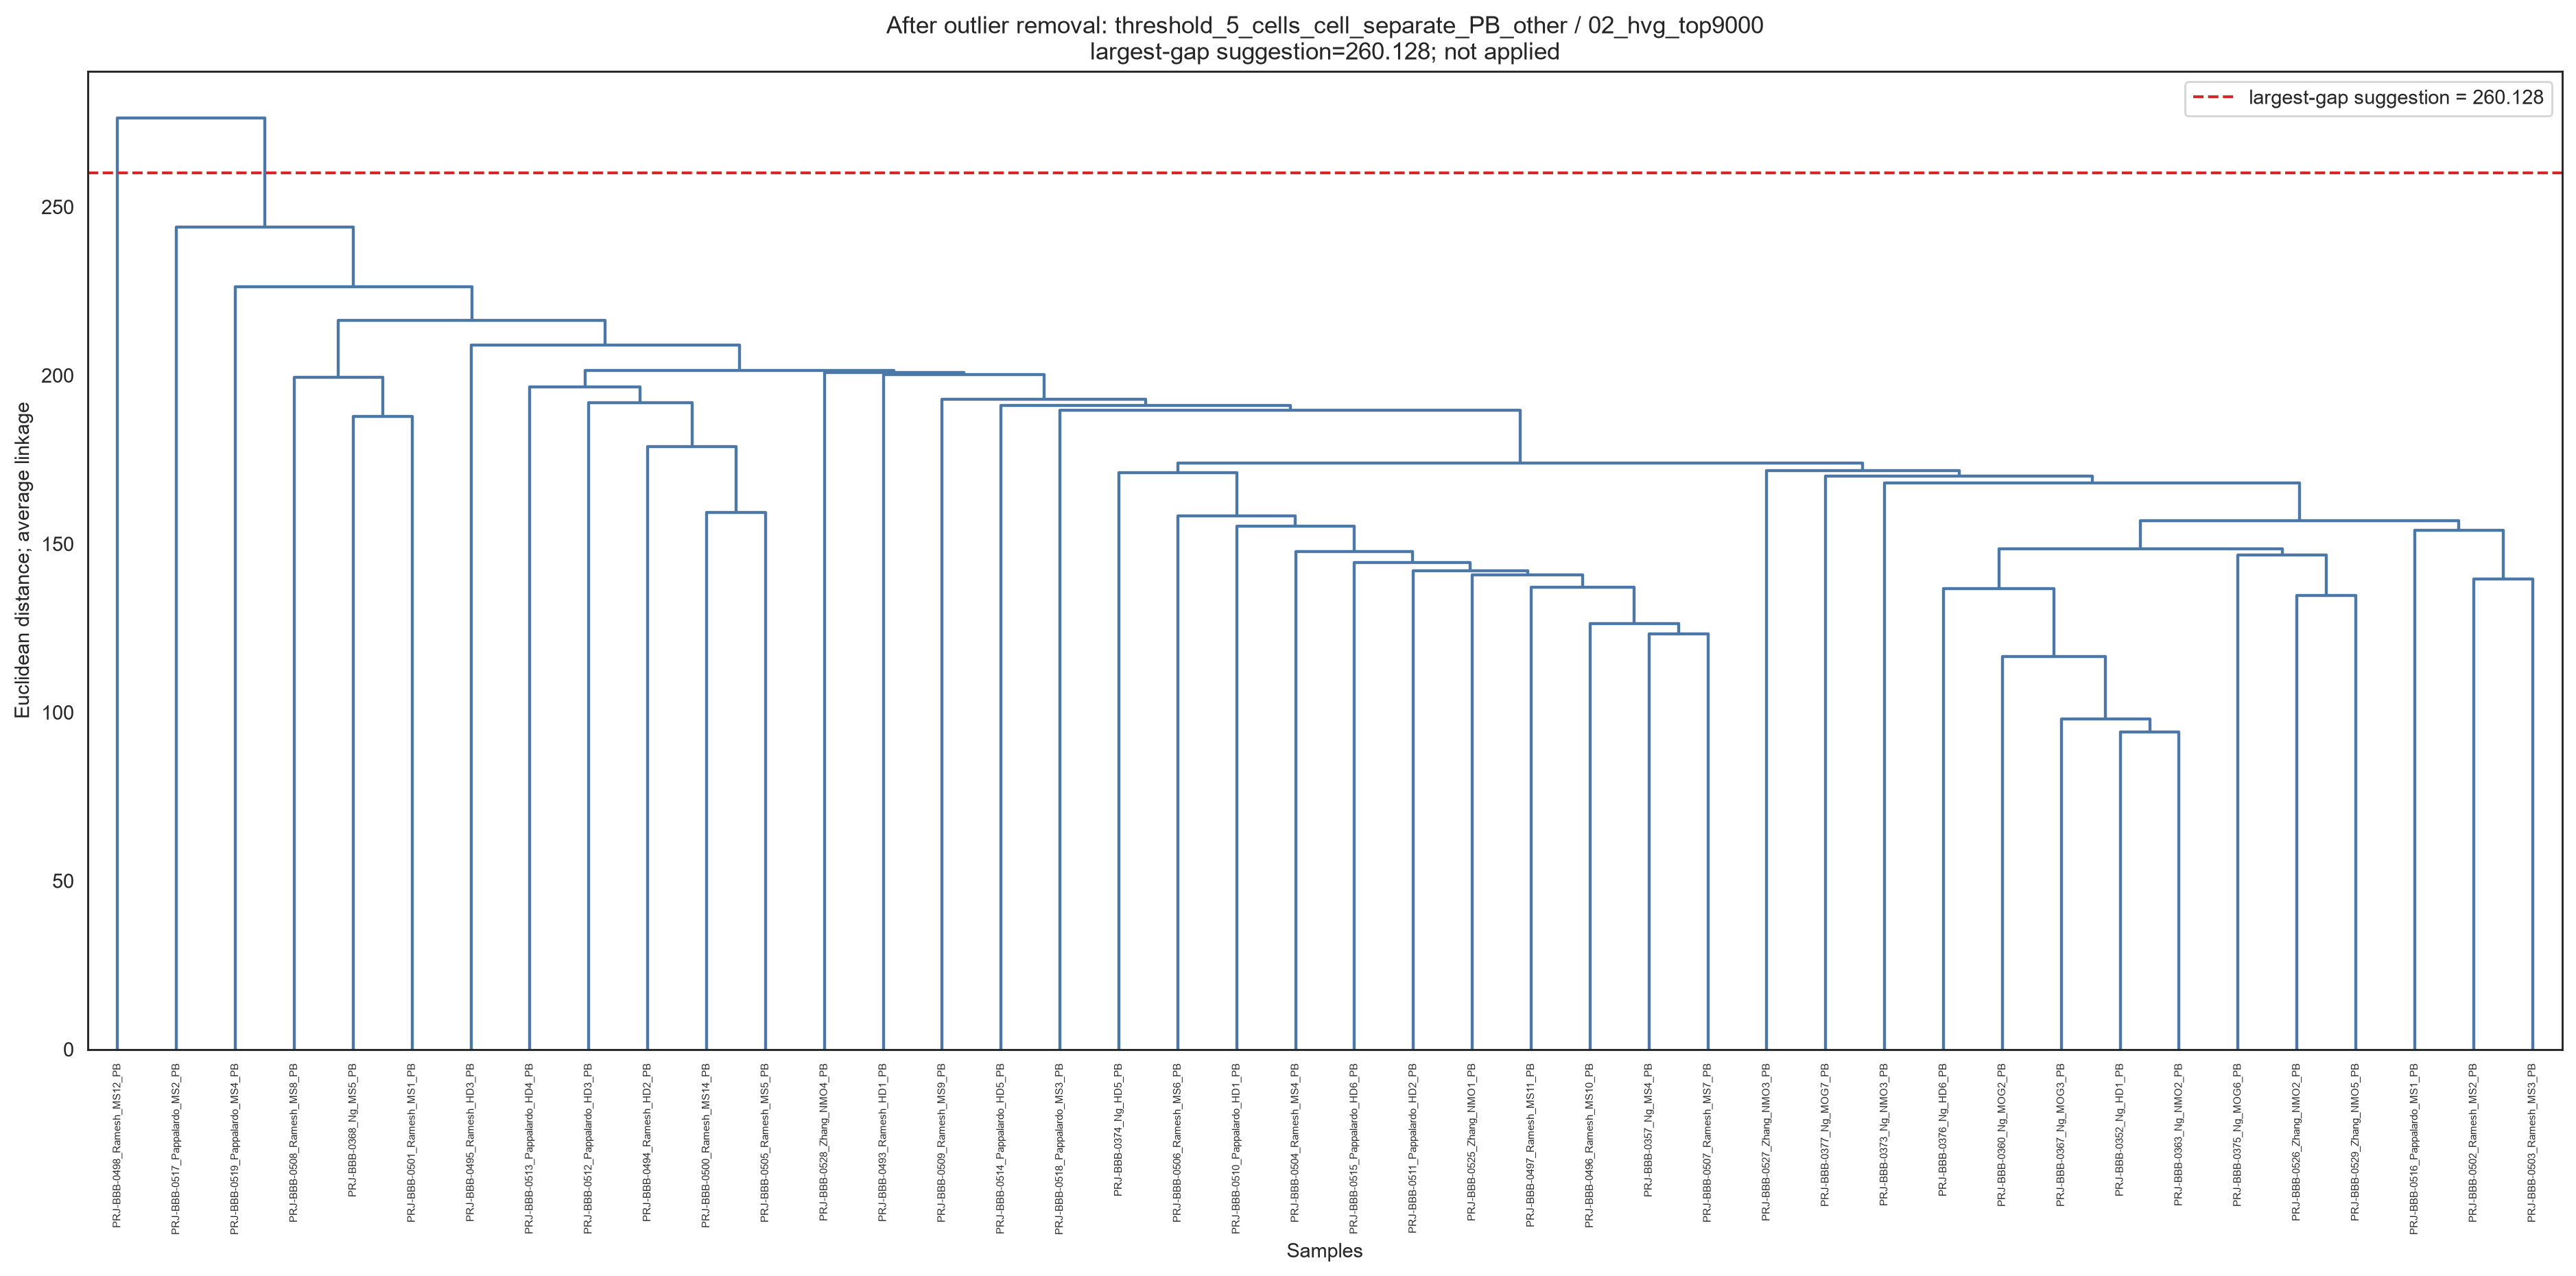 After outlier removal: threshold_5_cells_cell_separate_PB_other / 02_hvg_top9000
largest-gap suggestion=260.128; not applied
largest-gap suggestion = 260.128
Euclidean distance; average linkage
250
200
150
100
50
0
PRJ-BBB-0498_Ramesh_MS12_PB
PRJ-BBB-0517_Pappalardo_MS2_PB
PRJ-BBB-0519_Pappalardo_MS4_PB
PRJ-BBB-0508_Ramesh_MS8_PB
PRJ-BBB-0368_Ng_MS5_PB
PRJ-BBB-0501_Ramesh_MS1_PB
PRJ-BBB-0495_Ramesh_HD3_PB
PRJ-BBB-0513_Pappalardo_HD4_PB
PRJ-BBB-0512_Pappalardo_HD3_PB
PRJ-BBB-0494_Ramesh_HD2_PB
PRJ-BBB-0500_Ramesh_MS14_PB
PRJ-BBB-0505_Ramesh_MS5_PB
PRJ-BBB-0528_Zhang_NMO4_PB
PRJ-BBB-0493_Ramesh_HD1_PB
PRJ-BBB-0509_Ramesh_MS9_PB
PRJ-BBB-0514_Pappalardo_HD5_PB
PRJ-BBB-0518_Pappalardo_MS3_PB
PRJ-BBB-0374_Ng_HD5_PB
PRJ-BBB-0506_Ramesh_MS6_PB
PRJ-BBB-0510_Pappalardo_HD1_PB
PRJ-BBB-0504_Ramesh_MS4_PB
PRJ-BBB-0515_Pappalardo_HD6_PB
PRJ-BBB-0511_Pappalardo_HD2_PB
PRJ-BBB-0525_Zhang_NMO1_PB
PRJ-BBB-0497_Ramesh_MS11_PB
PRJ-BBB-0496_Ramesh_MS10_PB
PRJ-BBB-0357_Ng_MS4_PB
PRJ-BBB-0507_Ramesh_MS7_PB
PRJ-BBB-0527_Zhang_NMO3_PB
PRJ-BBB-0377_Ng_MOG7_PB
PRJ-BBB-0373_Ng_NMO3_PB
PRJ-BBB-0376_Ng_HD6_PB
PRJ-BBB-0360_Ng_MOG2_PB
PRJ-BBB-0367_Ng_MOG3_PB
PRJ-BBB-0352_Ng_HD1_PB
PRJ-BBB-0363_Ng_NMO2_PB
PRJ-BBB-0375_Ng_MOG6_PB
PRJ-BBB-0526_Zhang_NMO2_PB
PRJ-BBB-0529_Zhang_NMO5_PB
PRJ-BBB-0516_Pappalardo_MS1_PB
PRJ-BBB-0502_Ramesh_MS2_PB
PRJ-BBB-0503_Ramesh_MS3_PB
Samples